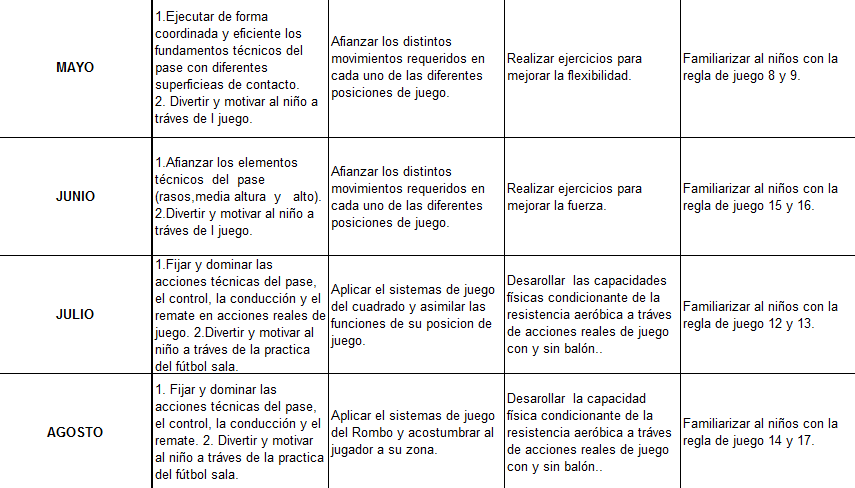 MAYO
1.Ejecutar de forma
coordinada y eficiente los
fundamentos técnicos del
pase con diferentes
superficieas de contacto.
2. Divertir y motivar al niño a
tráves de l juego.
Afianzar los distintos
movimientos requeridos en
cada uno de las diferentes
posiciones de juego.
Realizar ejercicios para
mejorar la flexibilidad.
Familiarizar al niños con la
regla de juego 8 y 9.
JUNIO
1.Afianzar los elementos
técnicos del pase
(rasos,media altura y alto).
2.Divertir y motivar al niño a
tráves de l juego.
Afianzar los distintos
movimientos requeridos en
cada uno de las diferentes
posiciones de juego.
Realizar ejercicios para
mejorar la fuerza.
Familiarizar al niños con la
regla de juego 15 y 16.
JULIO
1.Fijar y dominar las
acciones técnicas del pase,
el control, la conducción y el
remate en acciones reales de
juego. 2.Divertir y motivar al
niño a tráves de la practica
del fútbol sala.
Aplicar el sistemas de juego
del cuadrado y asimilar las
funciones de su posicion de
juego.
Desarollar las capacidades
físicas condicionante de la
resistencia aeróbica a tráves
de acciones reales de juego
con y sin balón..
Familiarizar al niños con la
regla de juego 12 y 13.
AGOSTO
1. Fijar y dominar las
acciones técnicas del pase,
el control, la conducción y el
remate. 2. Divertir y motivar
al niño a tráves de la practica
del fútbol sala.
Aplicar el sistemas de juego
del Rombo y acostumbrar al
jugador a su zona.
Desarollar la capacidad
física condicionante de la
resistencia aeróbica a tráves
de acciones reales de juego
con y sin balón..
Familiarizar al niños con la
regla de juego 14 y 17.